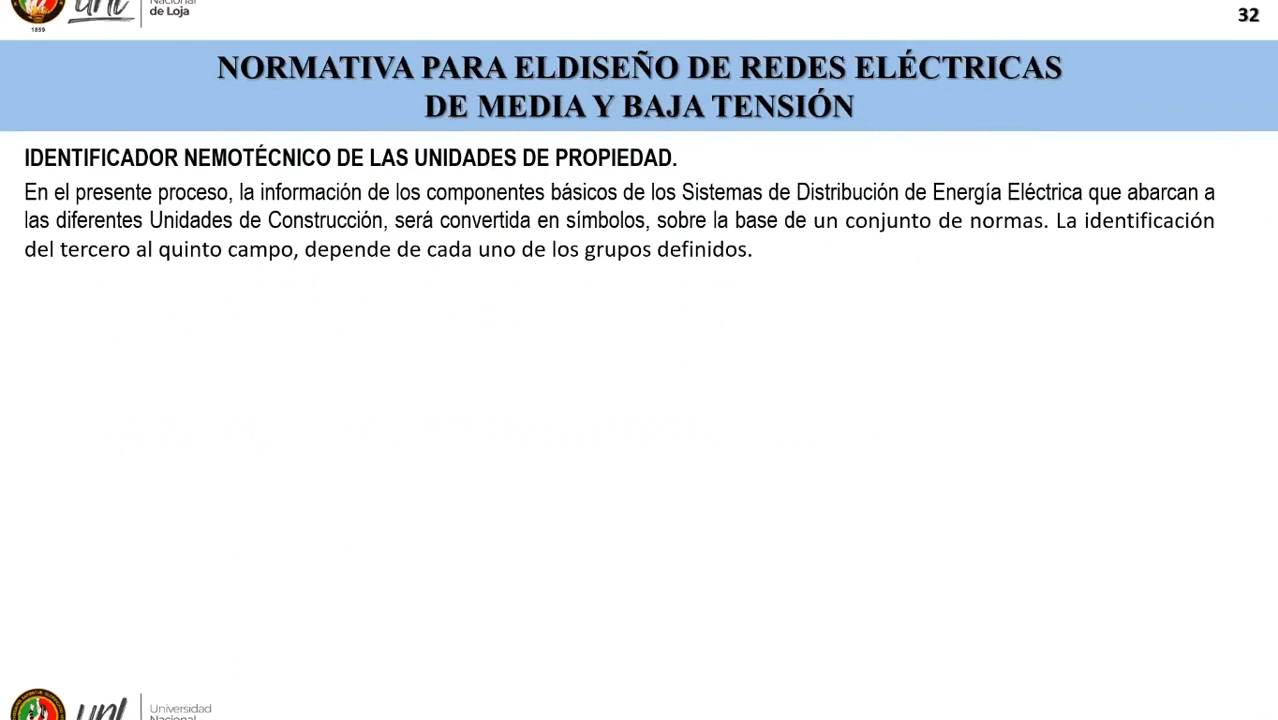 Nacional
de Loja
1859
32
NORMATIVA PARA ELDISEÑO DE REDES ELÉCTRICAS
DE MEDIA Y BAJA TENSIÓN
IDENTIFICADOR NEMOTÉCNICO DE LAS UNIDADES DE PROPIEDAD.
En el presente proceso, la información de los componentes básicos de los Sistemas de Distribución de Energía Eléctrica que abarcan a
las diferentes Unidades de Construcción, será convertida en símbolos, sobre la base de un conjunto de normas. La identificación
del tercero al quinto campo, depende de cada uno de los grupos definidos.
unl
Universidad
Nacional